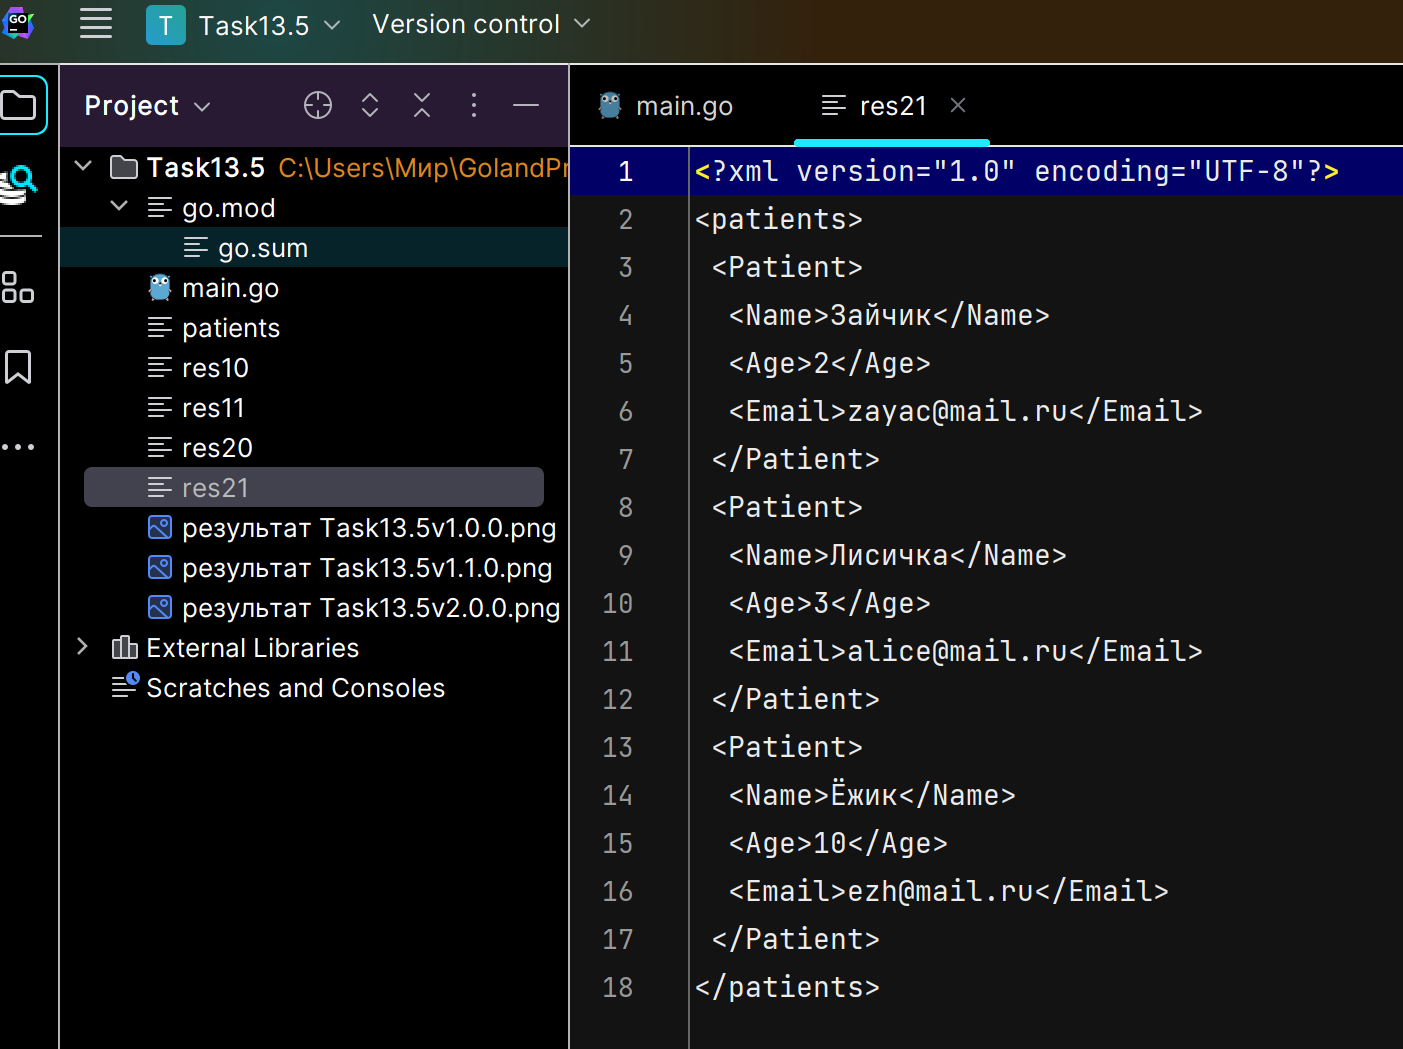 GO
T Task13.5 Version control
Project
Task13.5 C:\Users\Мир\GolandPr
go.mod
go.sum
main.go
patients
res10
res11
res20
res21
результат Task13.5v1.0.0.png
результат Task13.5v1.1.0.png
результат Task13.5v2.0.0.png
External Libraries
Scratches and Consoles
main.go res21
1 <?xml version="1.0" encoding="UTF-8"?>
2 <patients>
3 <Patient>
4 <Name>Зайчик</Name>
5 <Age>2</Age>
6 <Email>zayac@mail.ru</Email>
7 </Patient>
8 <Patient>
9 <Name>Лисичка</Name>
10 <Age>3</Age>
11 <Email>alice@mail.ru</Email>
12 </Patient>
13 <Patient>
14 <Name>Ёжик</Name>
15 <Age>10</Age>
16 <Email>ezh@mail.ru</Email>
17 </Patient>
18 </patients>